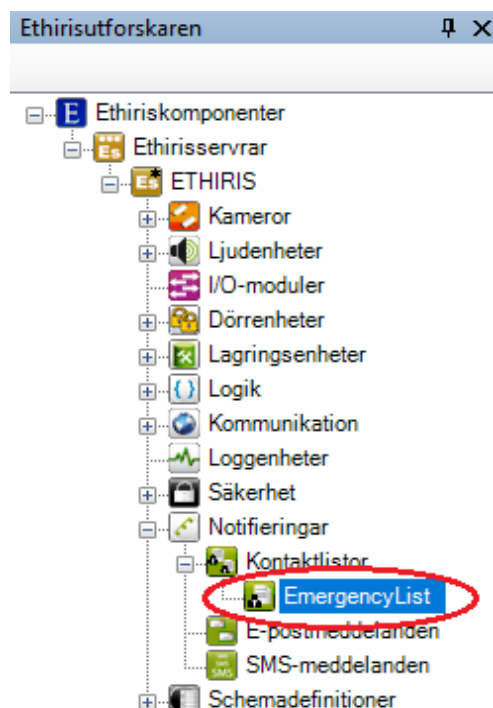 Ethirisutforskaren
Ethiriskomponenter
Ethirisservrar
ETHIRIS
Kameror
Ljudenheter
I/O-moduler
Dörrenheter
Lagringsenheter
Logik
Kommunikation
Loggenheter
Säkerhet
Notifieringar
Kontaktlistor
EmergencyList
E-postmeddelanden
SMS-meddelanden
Schemadefinitioner